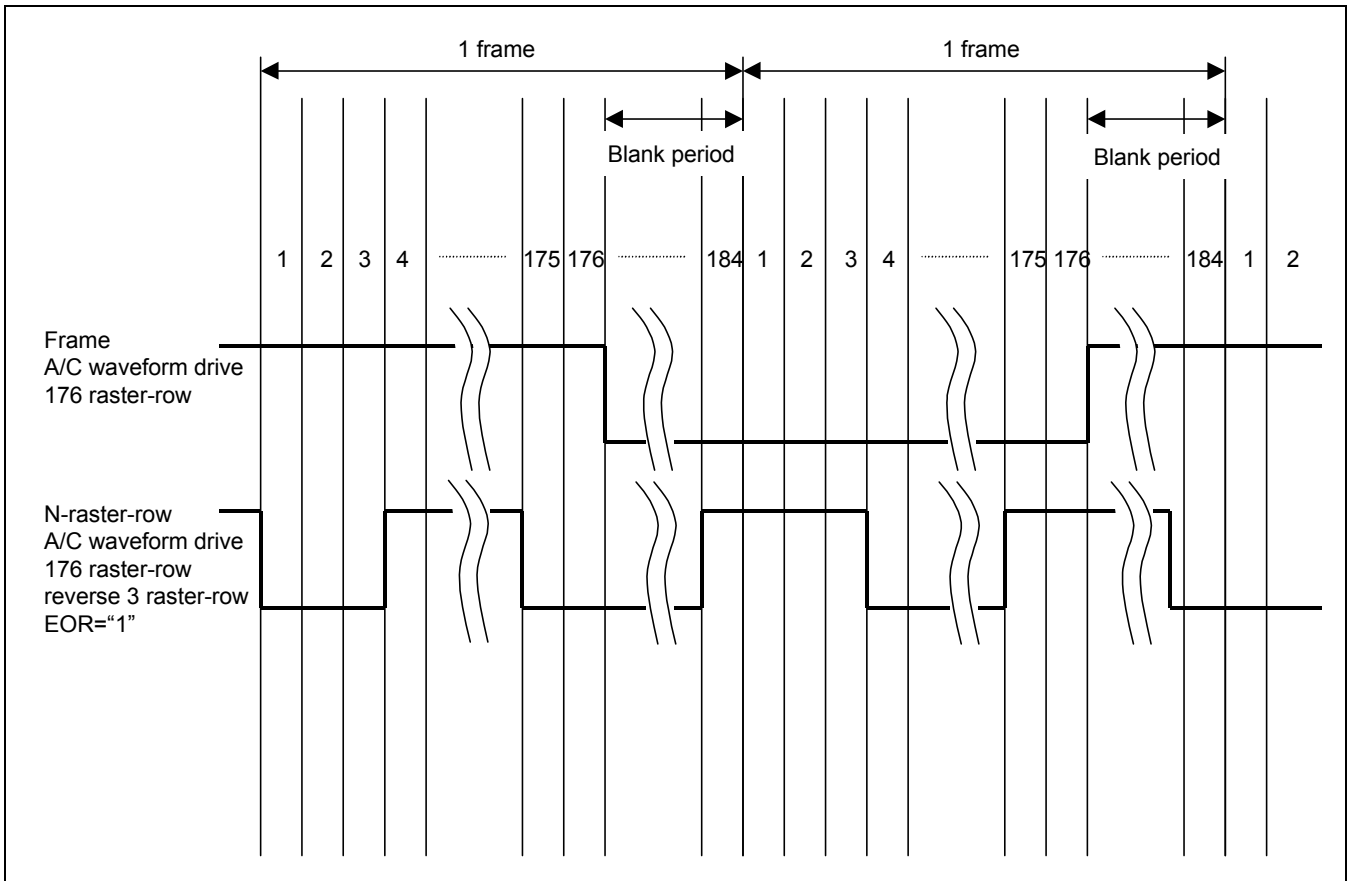 1 frame 1 frame
Blank period Blank period
1 2 3 4 ............ 175 176 ............ 184 1 2 3 4 ............ 175 176 ............ 184 1 2
Frame
A/C waveform drive
176 raster-row
N-raster-row
A/C waveform drive
176 raster-row
reverse 3 raster-row
EOR=“1”